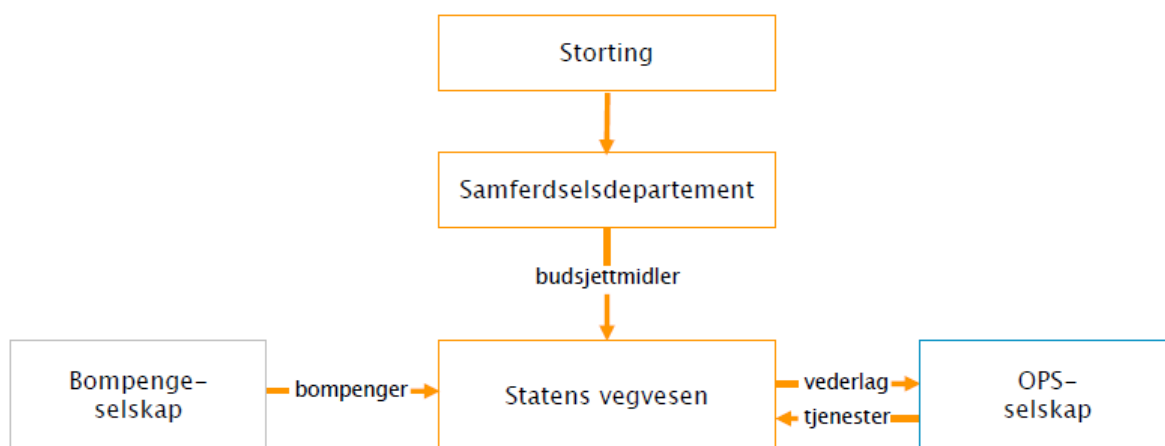 Storting
Samferdselsdepartement
budsjettmidler
Bompenge-
selskap
bompenger
Statens vegvesen
vederlag
tjenester
OPS-
selskap